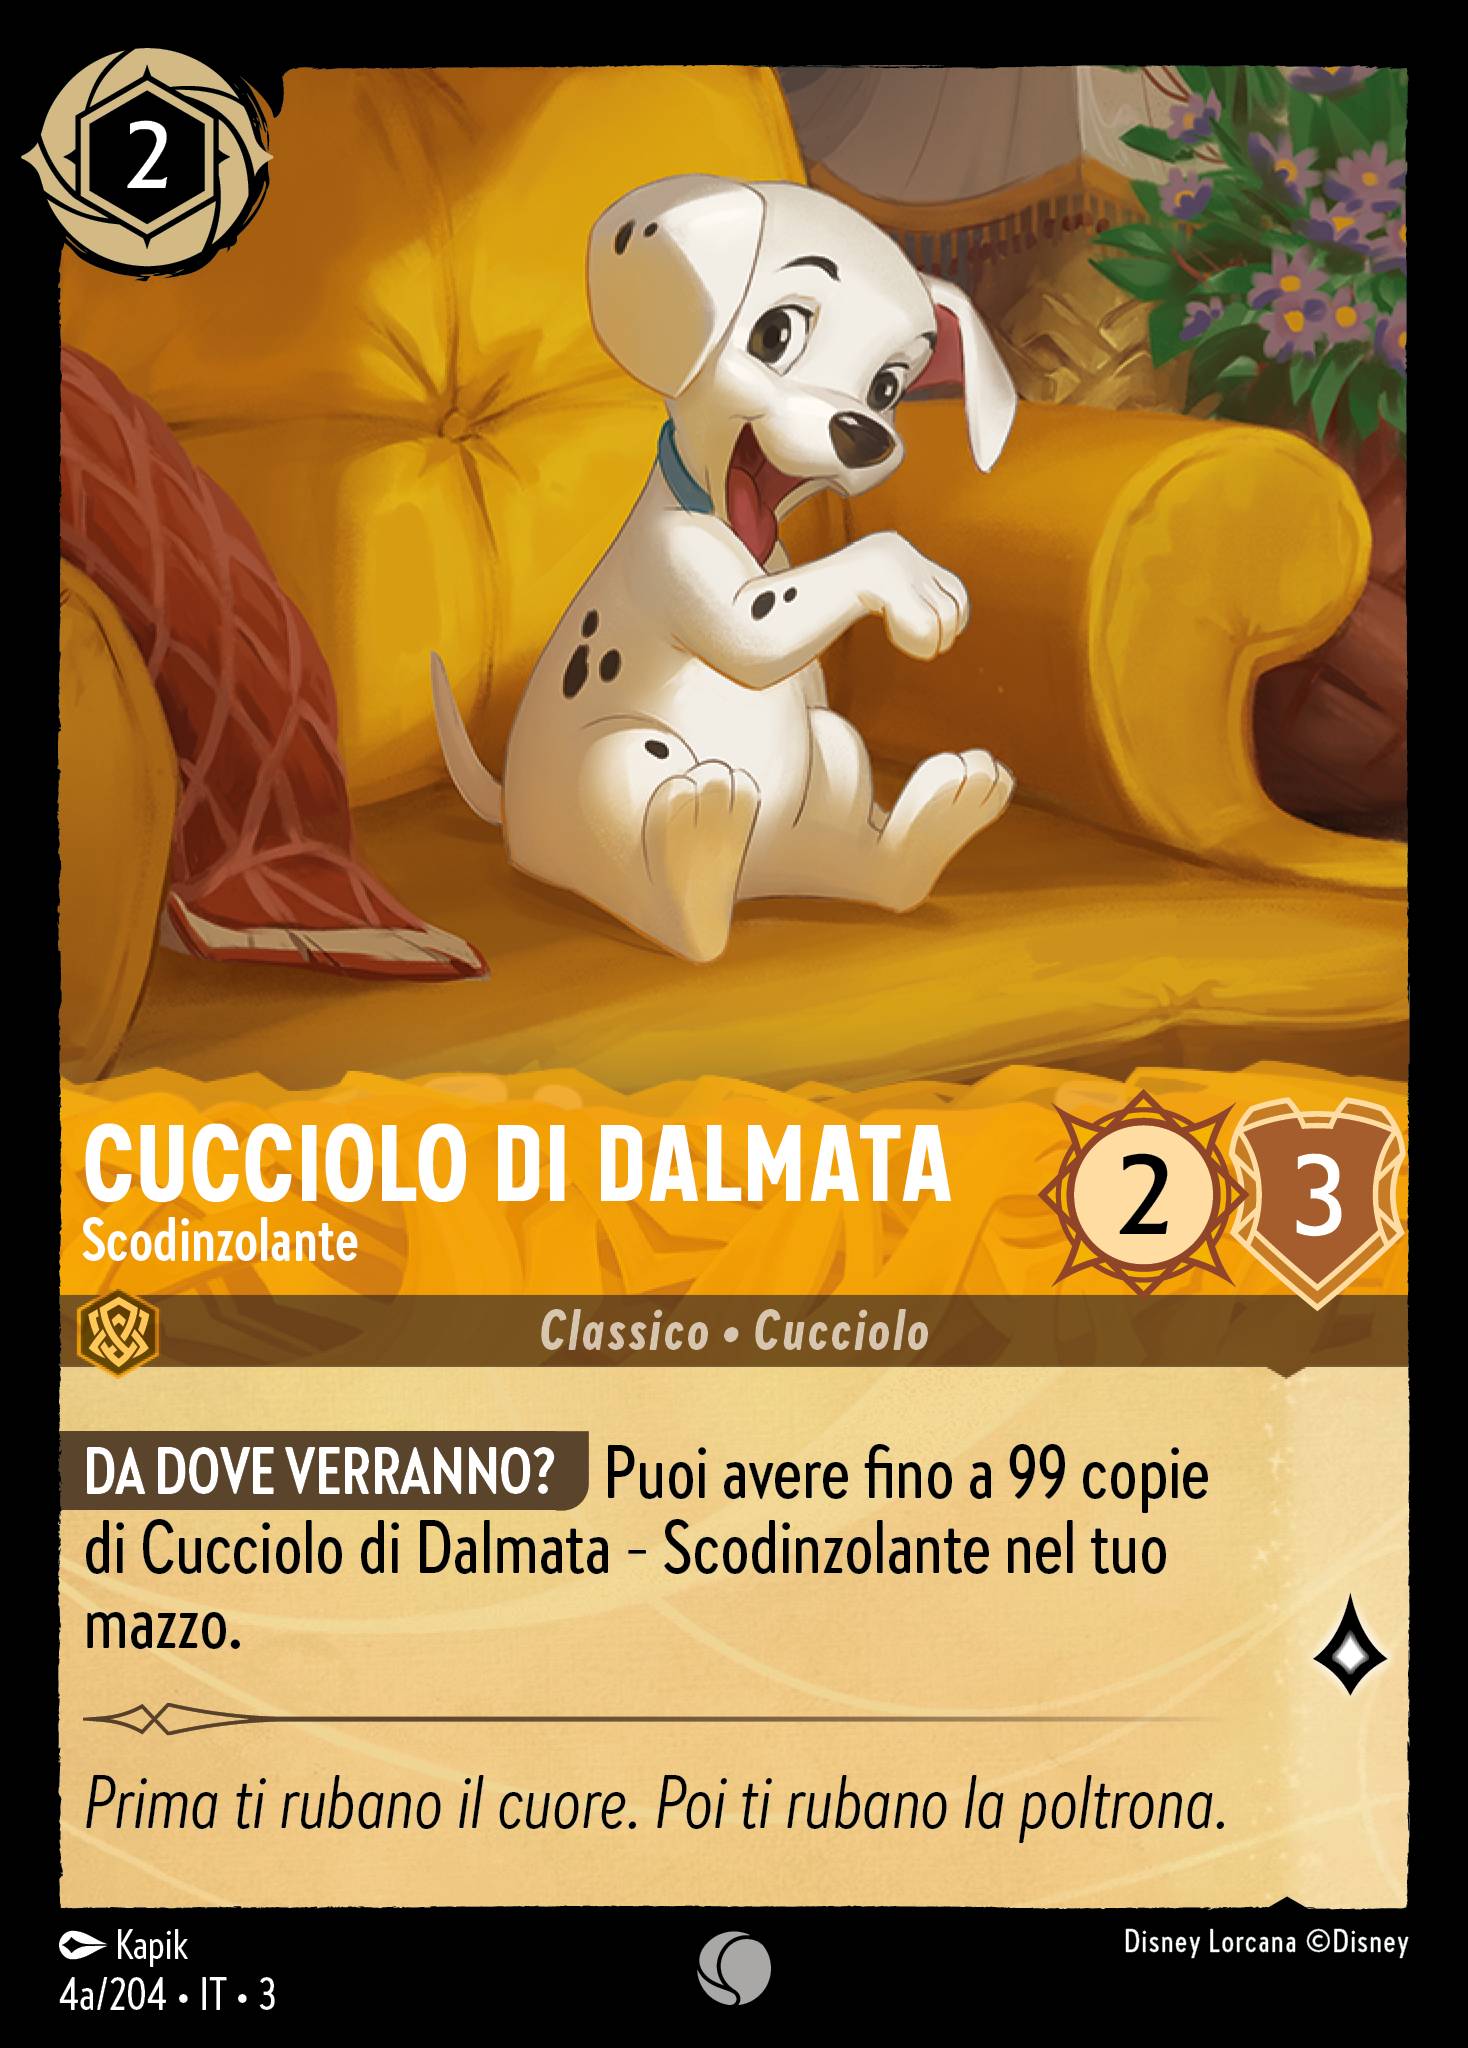 2
CUCCIOLO DI DALMATA
Scodinzolante
2
3
Classico • Cucciolo
DA DOVE VERRANNO? Puoi avere fino a 99 copie
di Cucciolo di Dalmata – Scodinzolante nel tuo
mazzo.
Prima ti rubano il cuore. Poi ti rubano la poltrona.
Kapik
Disney Lorcana ©Disney
4a/204 • IT • 3